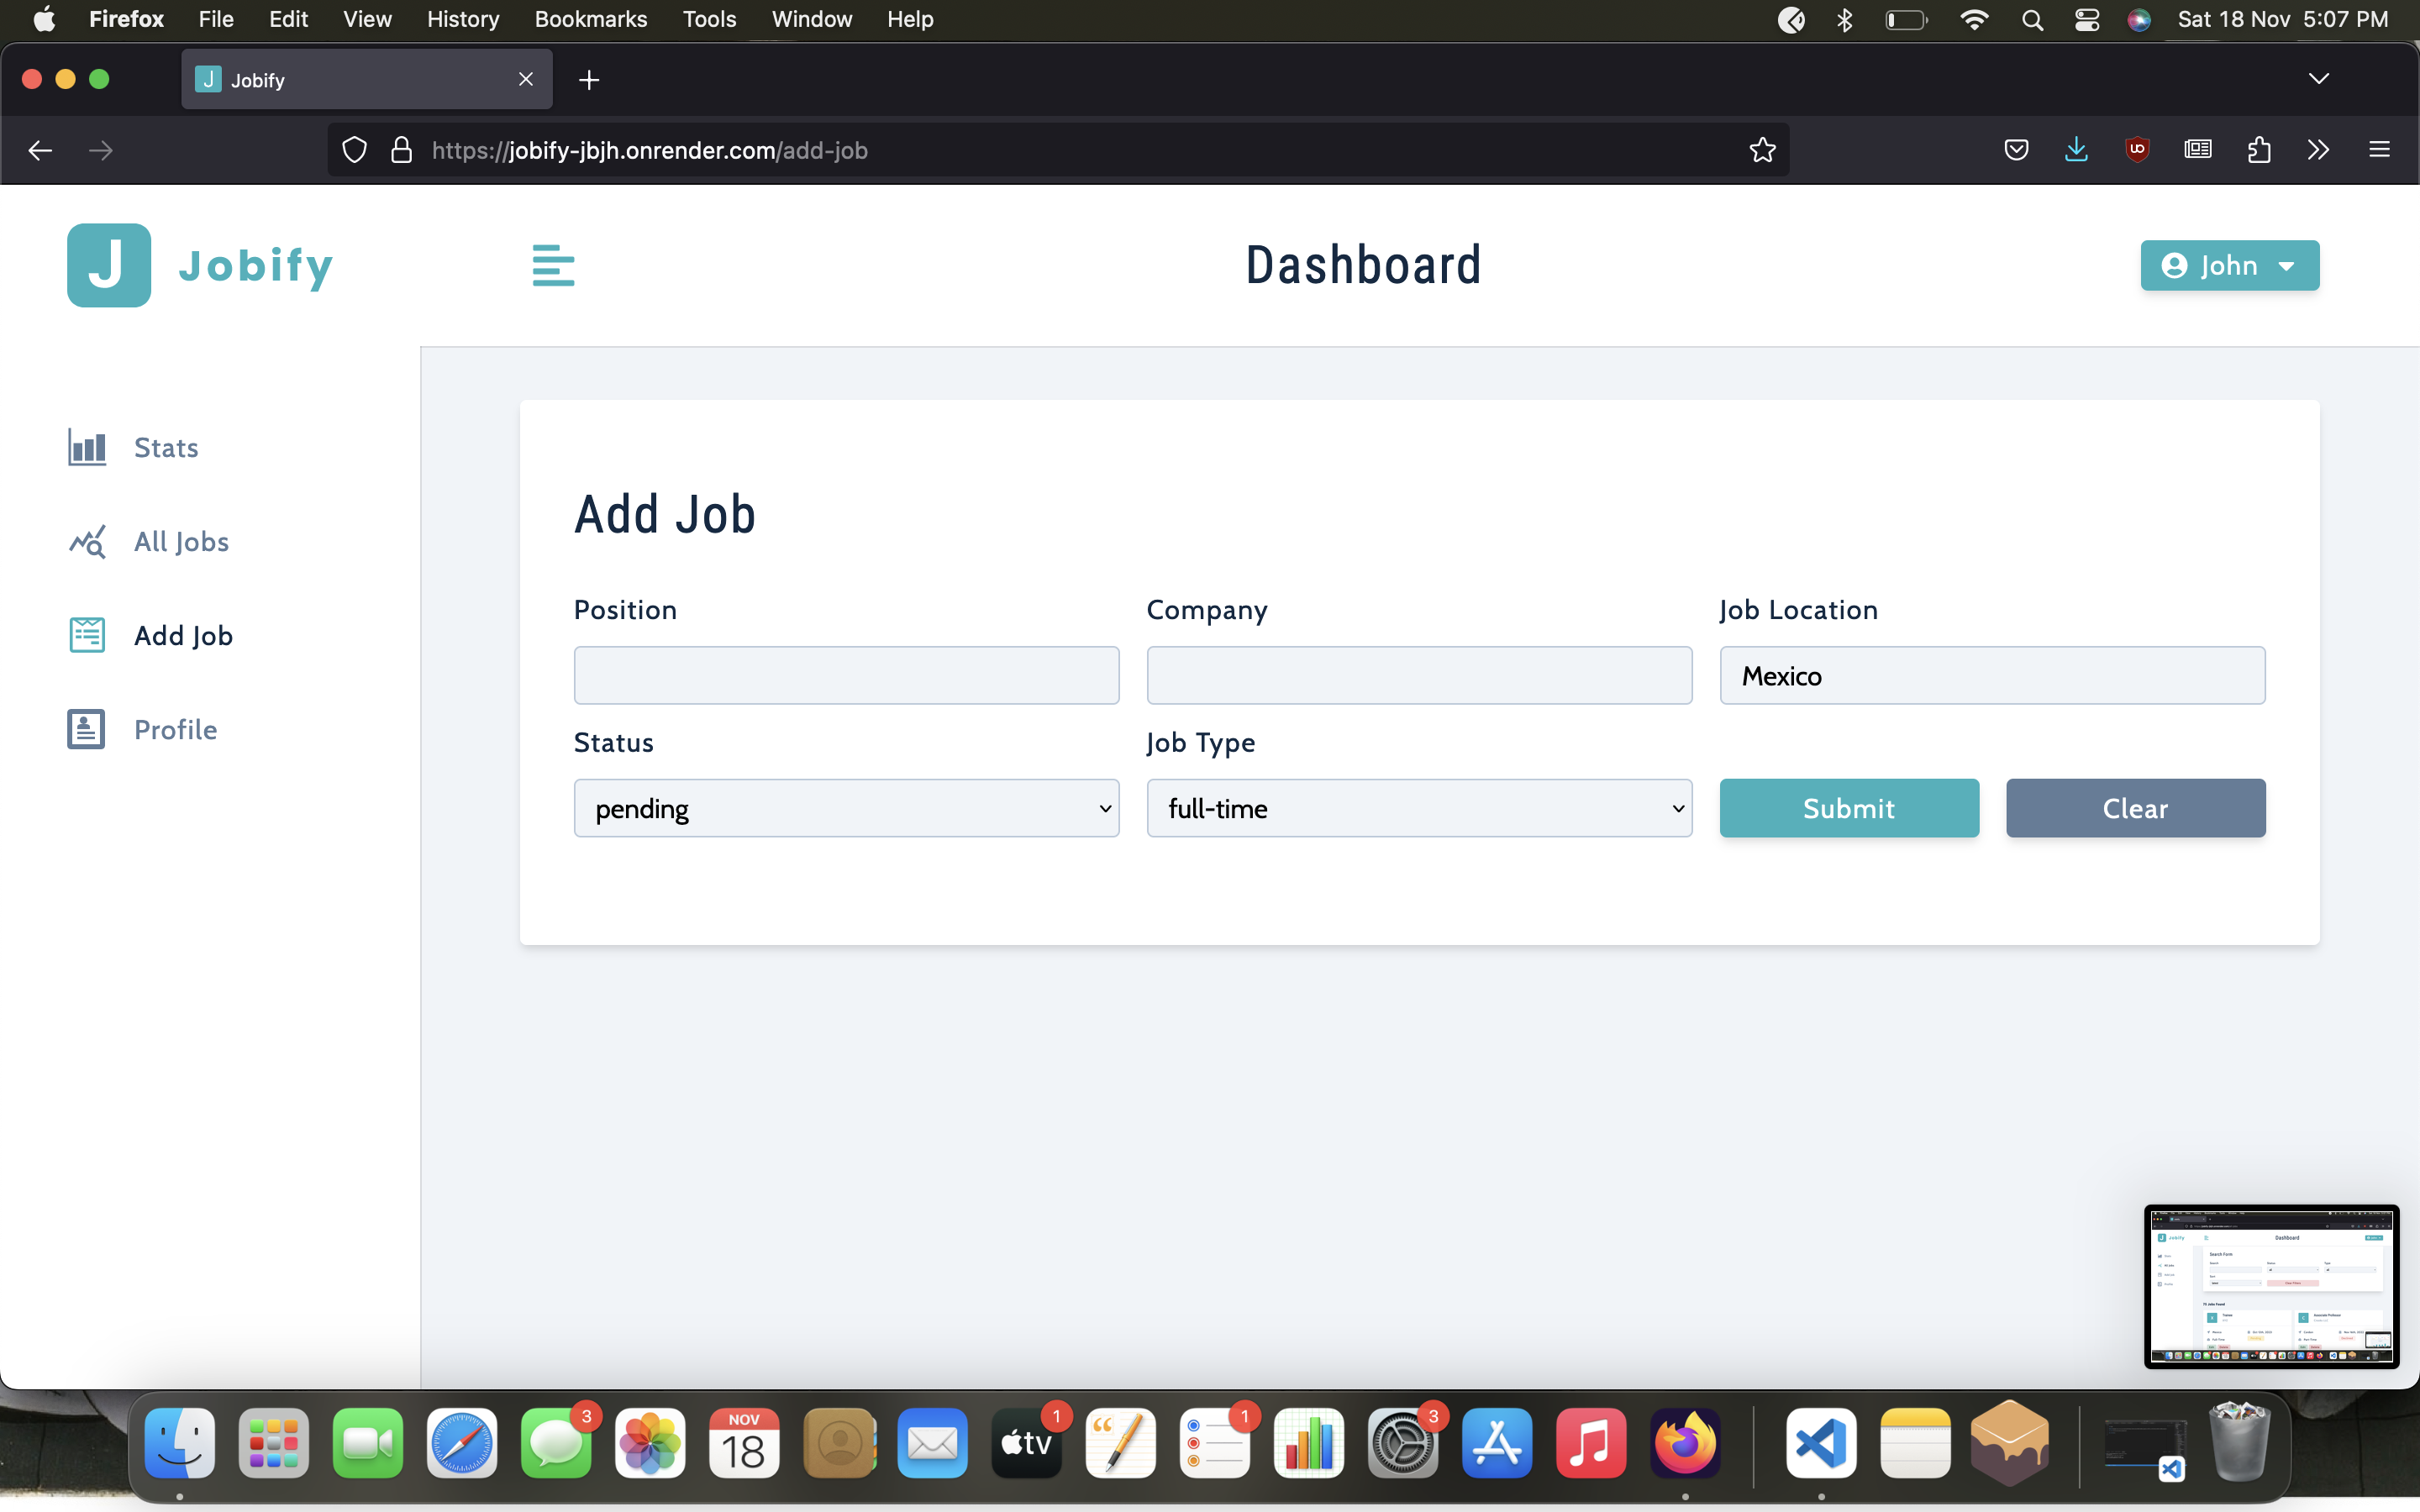 Firefox File Edit View History Bookmarks Tools Window Help Sat 18 Nov 5:07 PM
J Jobify
https://jobify-jbjh.onrender.com/add-job
J Jobify Dashboard John
Stats
All Jobs
Add Job
Profile
Add Job
Position Company Job Location
Mexico
Status Job Type
pending full-time Submit Clear
Dashboard
3 NOV 18 tv 1 1 3